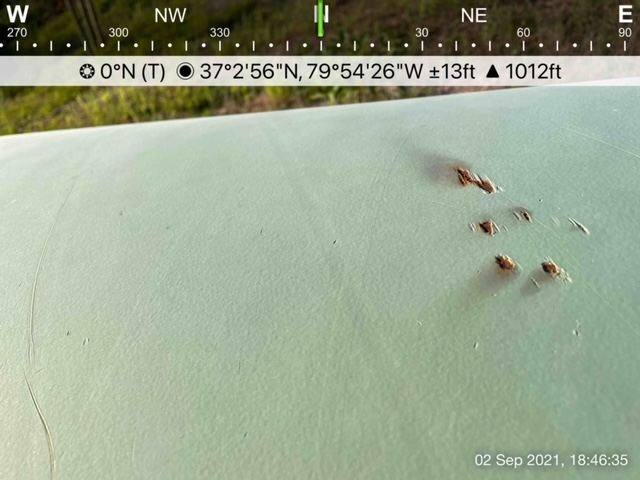 W NW N NE E
270 300 330 30 60 90
0°N (T) 37°2'56"N, 79°54'26"W ±13ft ▲ 1012ft
02 Sep 2021, 18:46:35